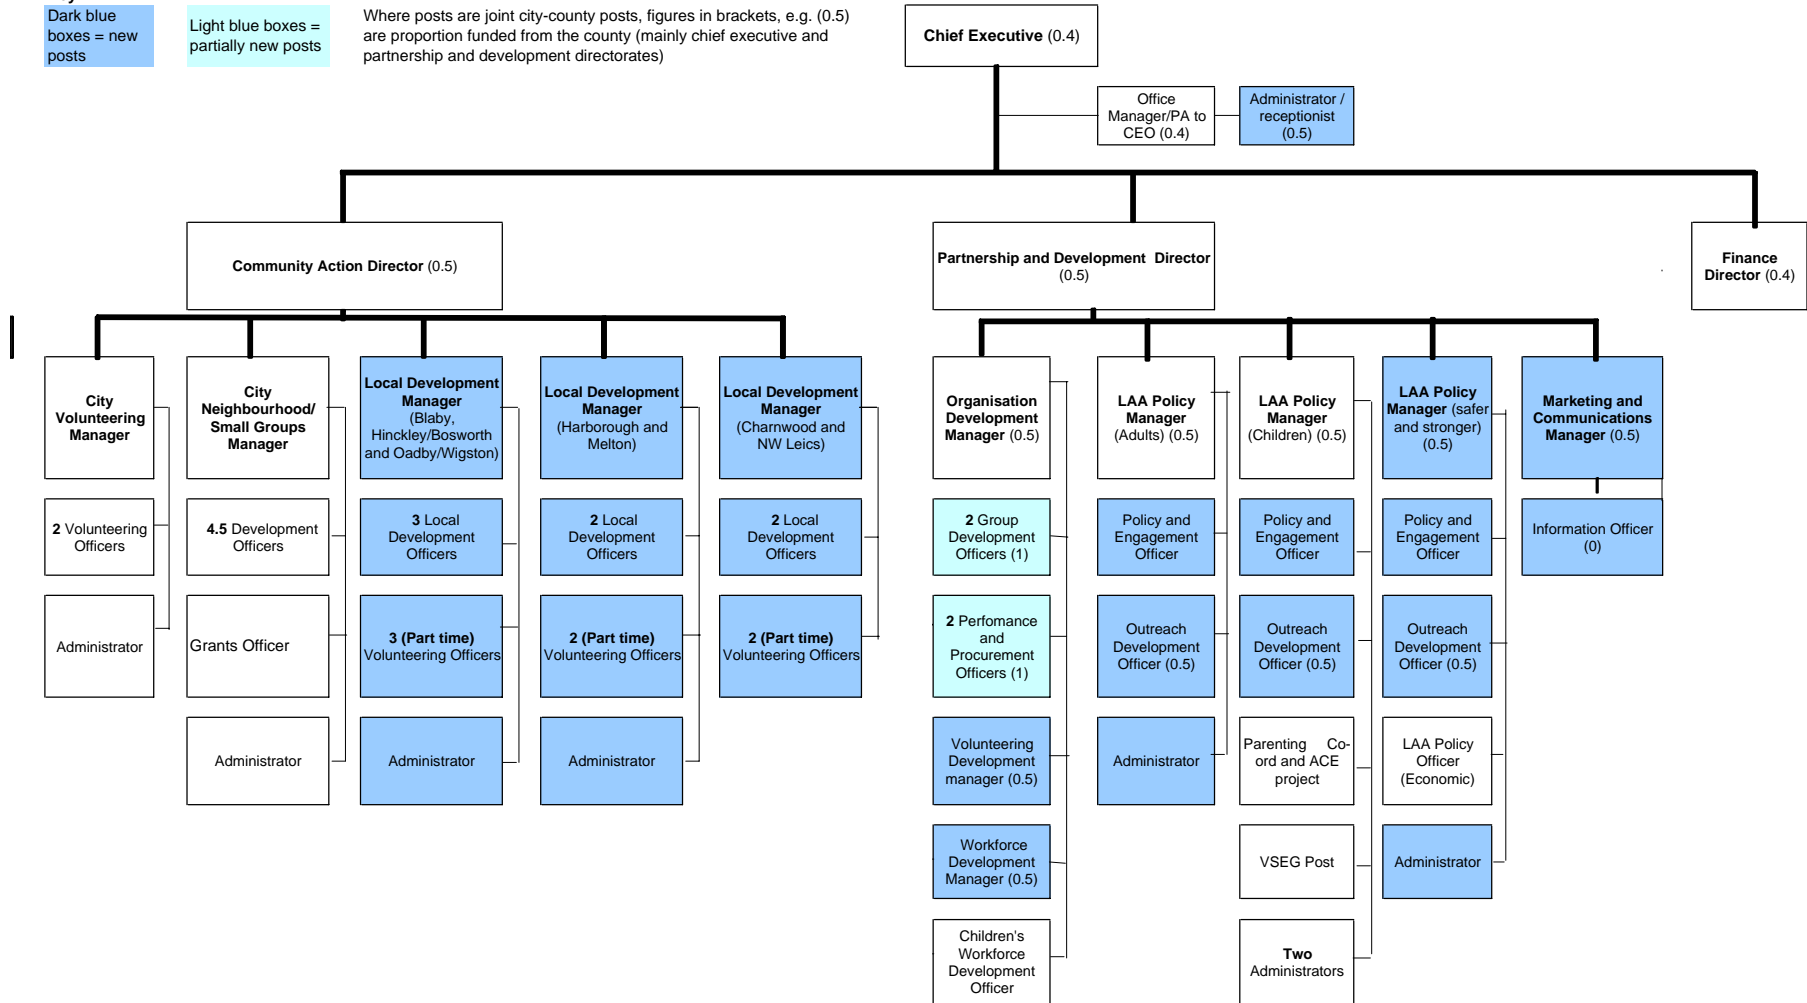 Dark blue
boxes = new
posts
Light blue boxes =
partially new posts
Where posts are joint city-county posts, figures in brackets, e.g. (0.5)
are proportion funded from the county (mainly chief executive and
partnership and development directorates)
Chief Executive (0.4)
Office
Manager/PA to
CEO (0.4)
Administrator /
receptionist
(0.5)
Community Action Director (0.5)
Partnership and Development Director
(0.5)
Finance
Director (0.4)
City
Volunteering
Manager
City
Neighbourhood/
Small Groups
Manager
Local Development
Manager
(Blaby,
Hinckley/Bosworth
and Oadby/Wigston)
Local Development
Manager
(Harborough and
Melton)
Local Development
Manager
(Charnwood and
NW Leics)
Organisation
Development
Manager (0.5)
LAA Policy
Manager
(Adults) (0.5)
LAA Policy
Manager
(Children) (0.5)
LAA Policy
Manager (safer
and stronger)
(0.5)
Marketing and
Communications
Manager (0.5)
2 Volunteering
Officers
4.5 Development
Officers
3 Local
Development
Officers
2 Local
Development
Officers
2 Local
Development
Officers
2 Group
Development
Officers (1)
Policy and
Engagement
Officer
Policy and
Engagement
Officer
Policy and
Engagement
Officer
Information Officer
(0)
Administrator
Grants Officer
3 (Part time)
Volunteering Officers
2 (Part time)
Volunteering Officers
2 (Part time)
Volunteering Officers
2 Perfomance
and
Procurement
Officers (1)
Outreach
Development
Officer (0.5)
Outreach
Development
Officer (0.5)
Outreach
Development
Officer (0.5)
Administrator
Administrator
Administrator
Volunteering
Development
manager (0.5)
Administrator
Parenting Co-
ord and ACE
project
LAA Policy
Officer
(Economic)
Workforce
Development
Manager (0.5)
VSEG Post
Administrator
Children's
Workforce
Development
Officer
Two
Administrators